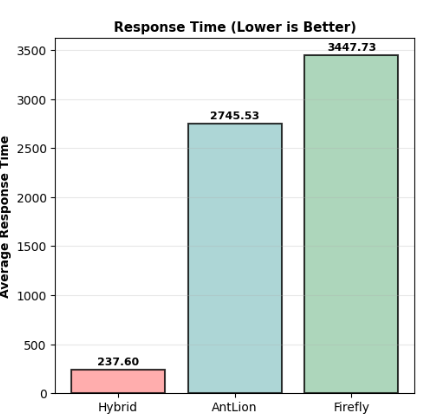 Response Time (Lower is Better)
Average Response Time
3500
3000
2500
2000
1500
1000
500
0
237.60
2745.53
3447.73
Hybrid
AntLion
Firefly